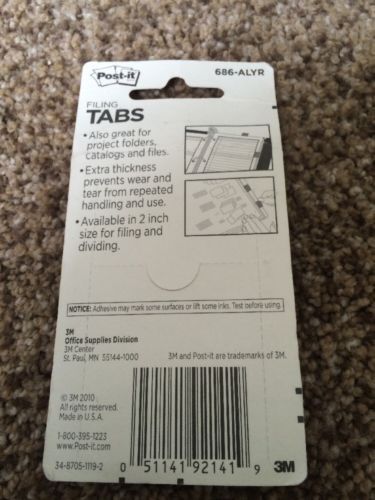 Post-it
686-ALYR
FILING
TABS
• Also great for
project folders,
catalogs and files.
• Extra thickness
prevents wear and
tear from repeated
handling and use.
• Available in 2 inch
size for filing and
dividing.
NOTICE: Adhesive may mark some surfaces or lift some inks. Test before using.
3M
Office Supplies Division
3M Center
St. Paul, MN 55144-1000
3M and Post-it are trademarks of 3M.
© 3M 2010
All rights reserved.
Made in U.S.A.
1-800-395-1223
www.Post-it.com
34-8705-1119-2
0 51141 92141 9
3M